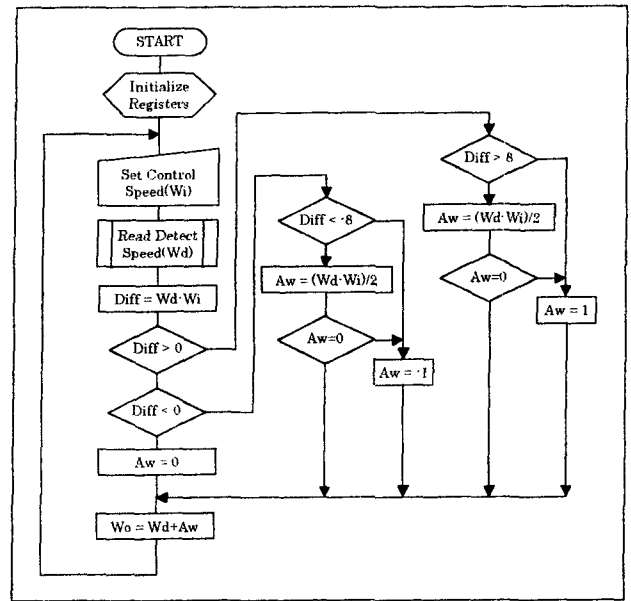 START
Initialize
Registers
Set Control
Speed(Wi)
Read Detect
Speed(Wd)
Diff = Wd-Wi
Diff > 0
Diff < 0
Aw = 0
Wo = Wd+Aw
Diff < -8
Aw = (Wd-Wi)/2
Aw=0
Aw = -1
Diff > 8
Aw = (Wd-Wi)/2
Aw=0
Aw = 1